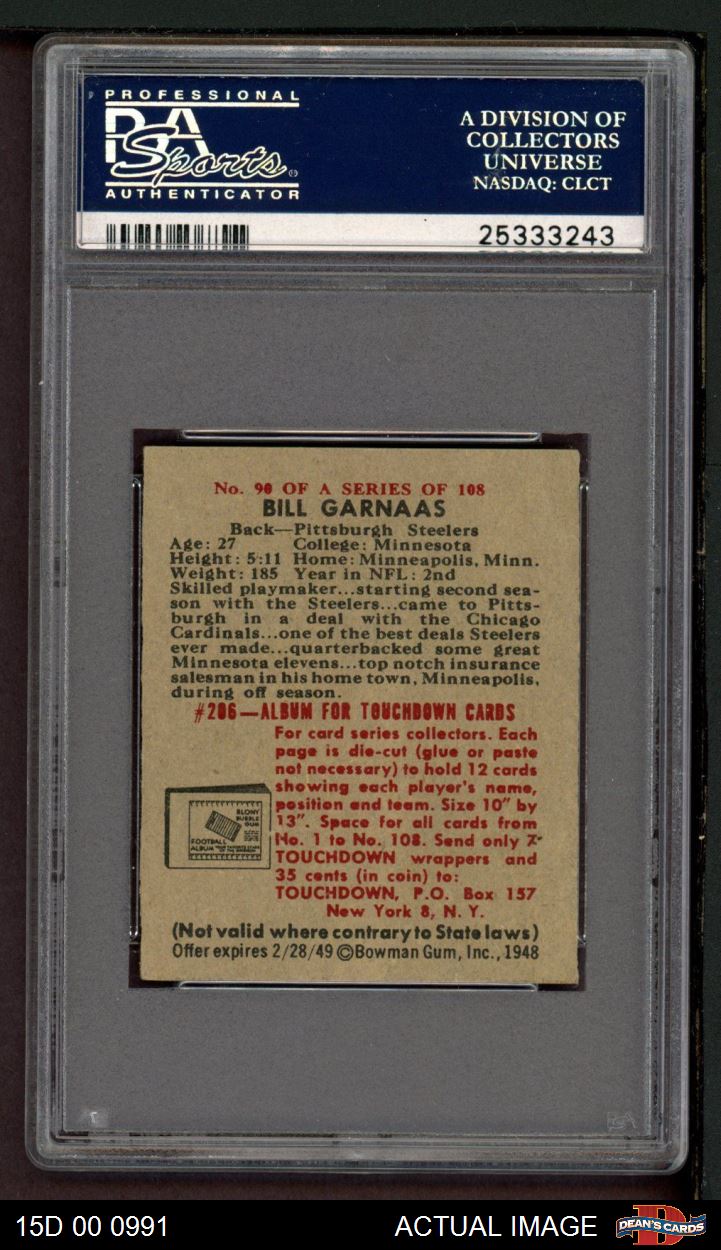 PROFESSIONAL
PSA
Sports ®
AUTHENTICATOR
A DIVISION OF
COLLECTORS
UNIVERSE
NASDAQ: CLCT
25333243
No. 90 OF A SERIES OF 108
BILL GARNAAS
Back—Pittsburgh Steelers
Age: 27 College: Minnesota
Height: 5:11 Home: Minneapolis, Minn.
Weight: 185 Year in NFL: 2nd
Skilled playmaker...starting second sea-
son with the Steelers...came to Pitts-
burgh in a deal with the Chicago
Cardinals...one of the best deals Steelers
ever made...quarterbacked some great
Minnesota elevens...top notch insurance
salesman in his home town, Minneapolis,
during off season.
#206—ALBUM FOR TOUCHDOWN CARDS
For card series collectors. Each
page is die-cut (glue or paste
not necessary) to hold 12 cards
showing each player's name,
position and team. Size 10" by
13". Space for all cards from
No. 1 to No. 108. Send only 7
TOUCHDOWN wrappers and
35 cents (in coin) to:
TOUCHDOWN, P.O. Box 157
New York 8, N. Y.
BLONY
BUBBLE
GUM
FOOTBALL
ALBUM
(Not valid where contrary to State laws)
Offer expires 2/28/49 ©Bowman Gum, Inc., 1948
15D 00 0991
ACTUAL IMAGE
DEAN'S CARDS